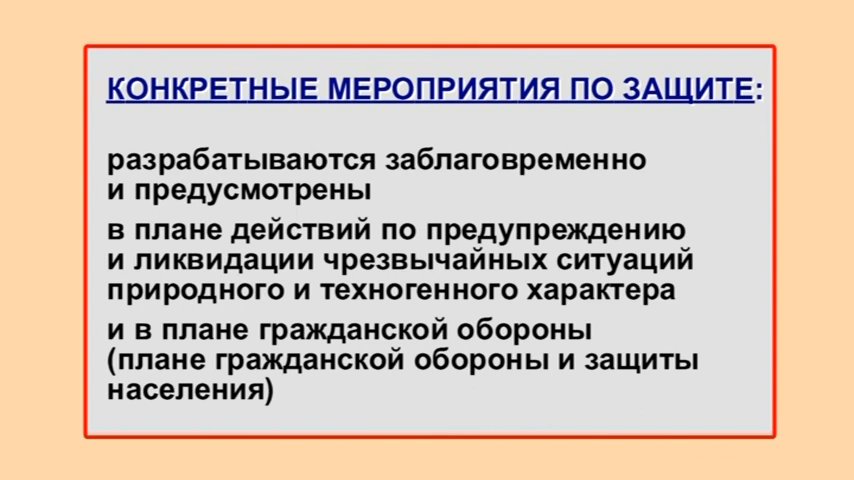 КОНКРЕТНЫЕ МЕРОПРИЯТИЯ ПО ЗАЩИТЕ:
разрабатываются заблаговременно
и предусмотрены
в плане действий по предупреждению
и ликвидации чрезвычайных ситуаций
природного и техногенного характера
и в плане гражданской обороны
(плане гражданской обороны и защиты
населения)